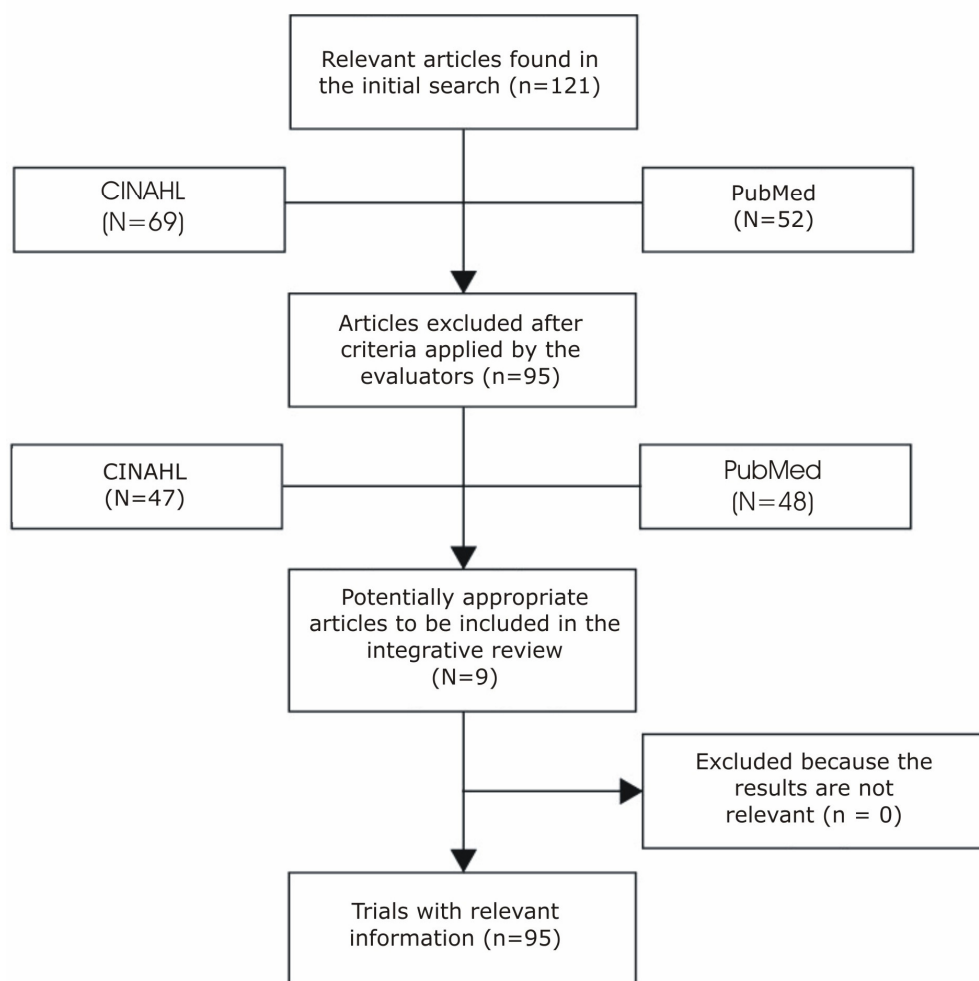 Relevant articles found in
the initial search (n=121)
CINAHL
(N=69)
PubMed
(N=52)
Articles excluded after
criteria applied by the
evaluators (n=95)
CINAHL
(N=47)
PubMed
(N=48)
Potentially appropriate
articles to be included in the
integrative review
(N=9)
Excluded because the
results are not
relevant (n = 0)
Trials with relevant
information (n=95)